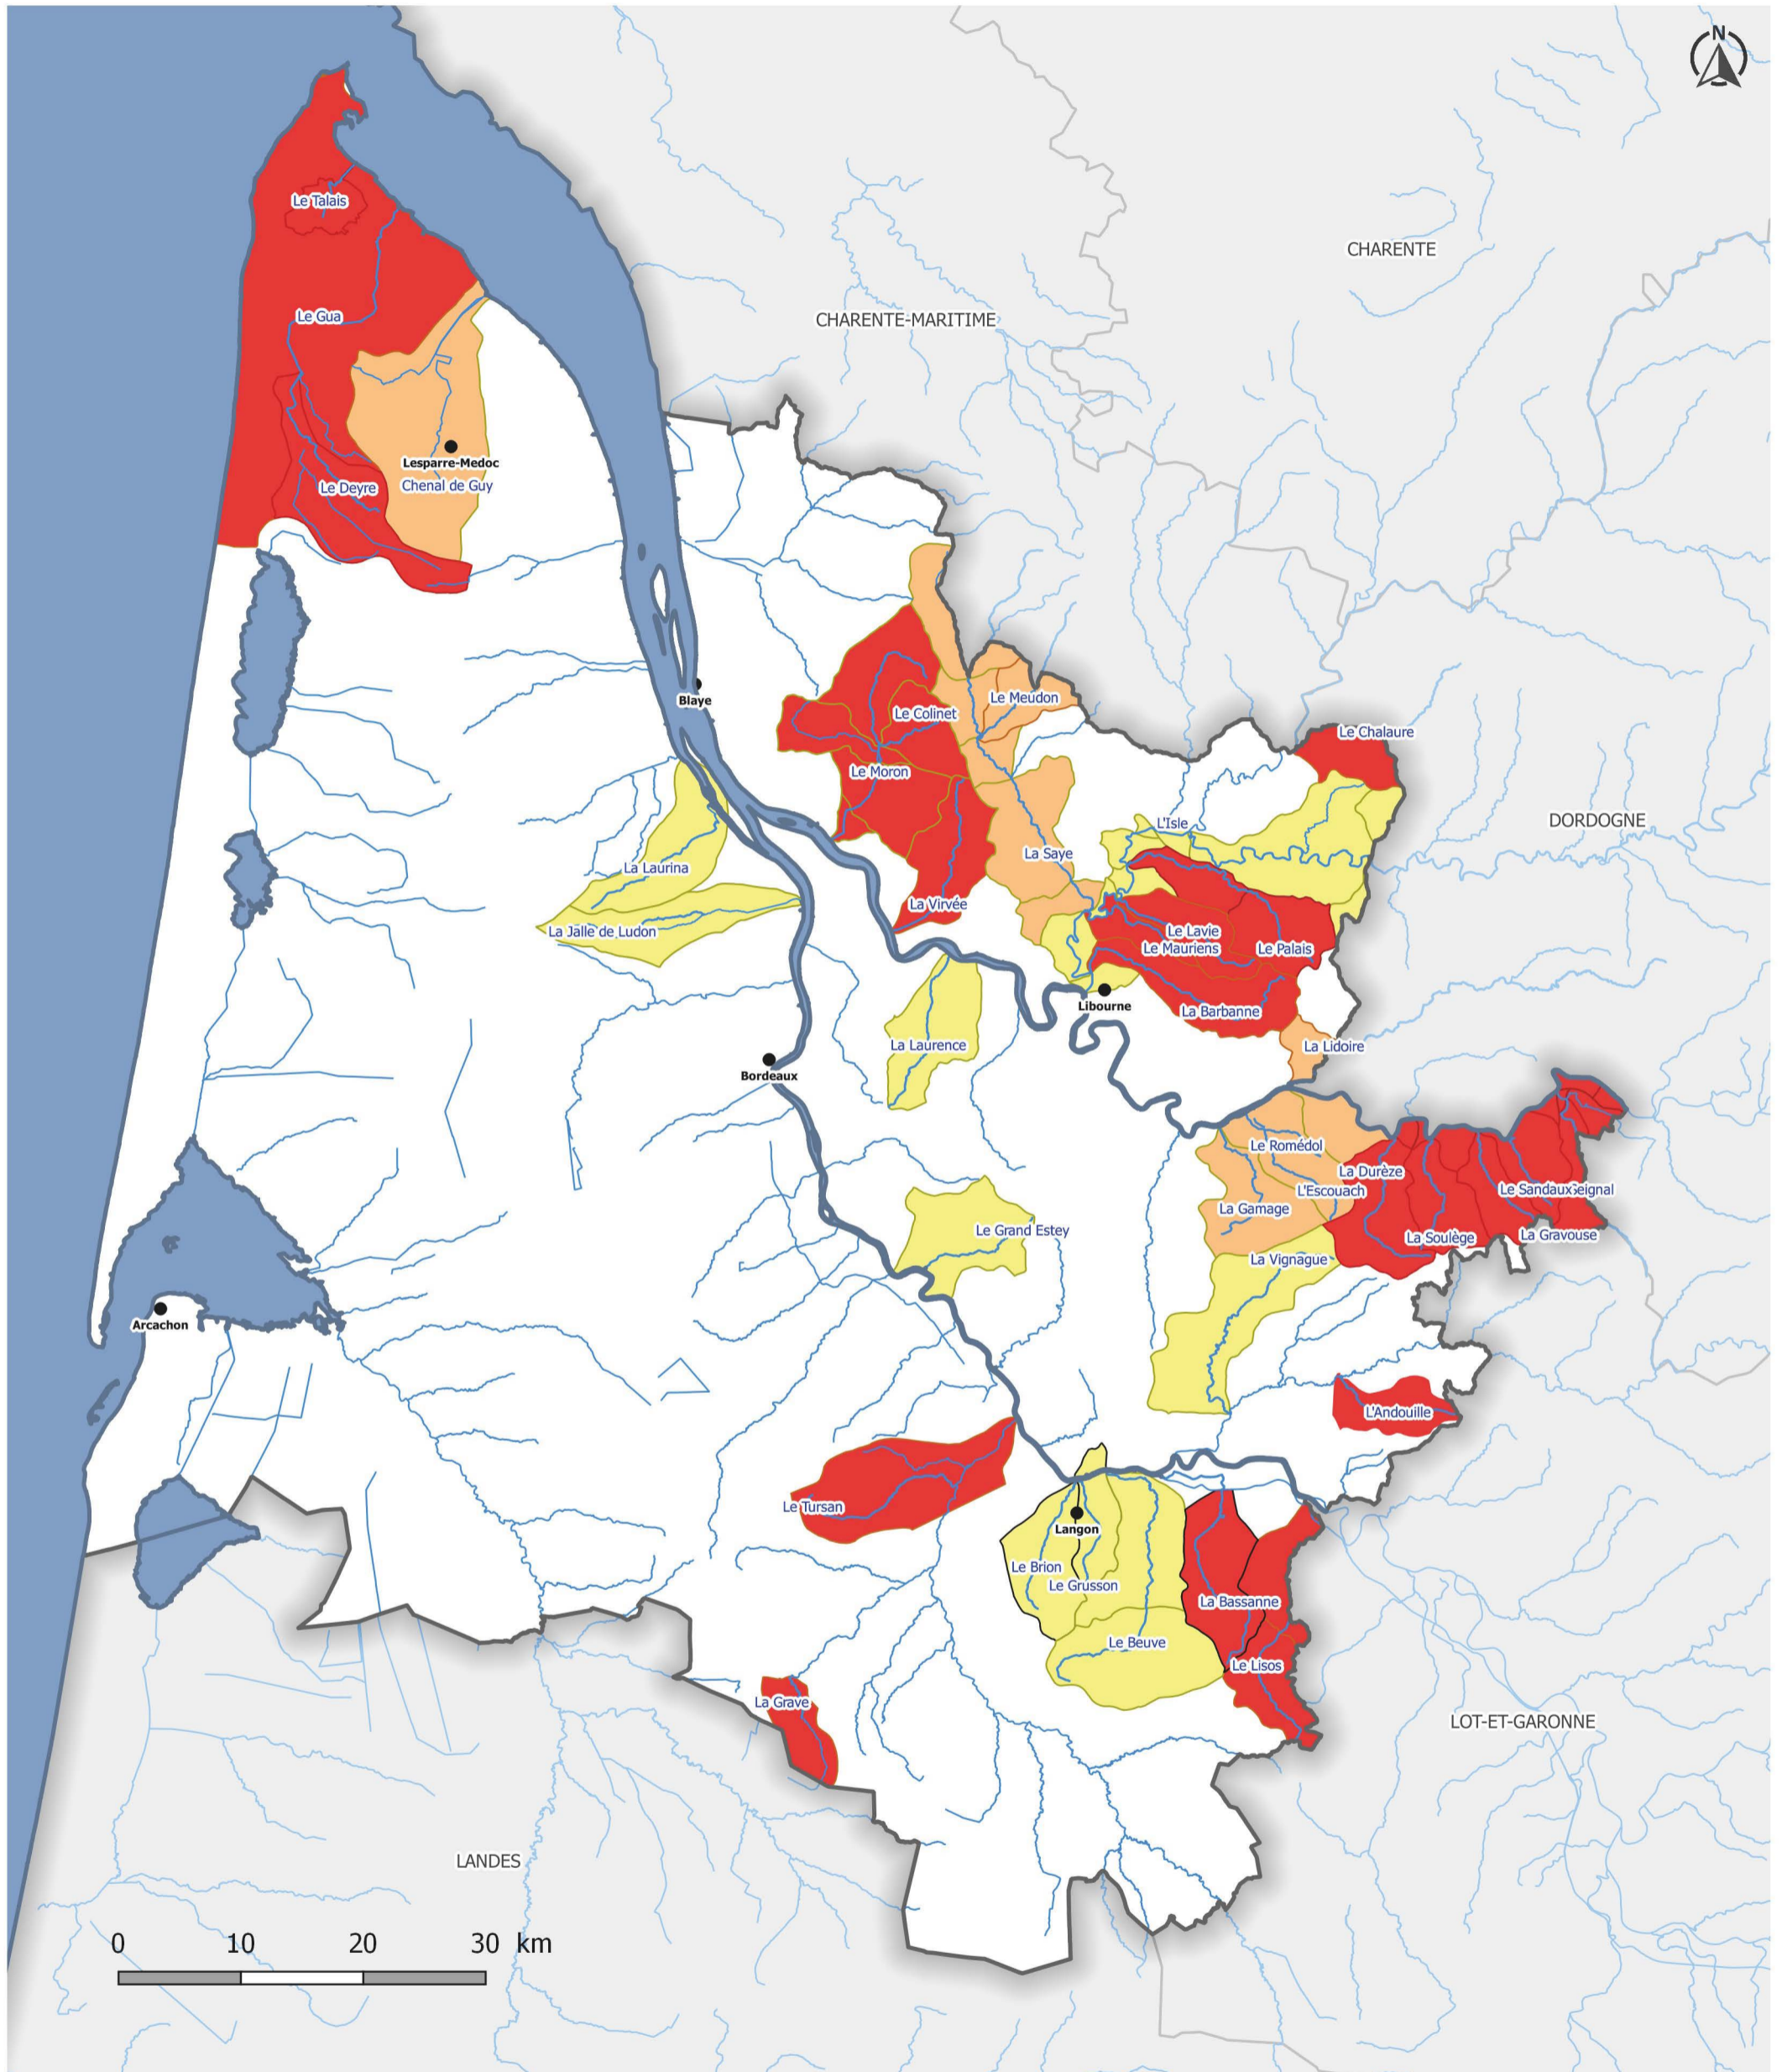 N
Le Talais
CHARENTE
Le Gua
CHARENTE-MARITIME
Lesparre-Medoc
Chenal de Guy
Le Deyre
Le Meudon
Blaye
Le Colinet
Le Chalaure
Le Moron
L'Isle
DORDOGNE
La Saye
La Laurina
La Virvée
La Jalle de Ludon
Le Lavie
Le Mauriens
Le Palais
Libourne
La Barbanne
La Laurence
La Lidoire
Bordeaux
Le Romédol
La Durèze
L'Escouach
Le Sandaux
Seignal
La Gamage
Le Grand Estey
La Soulège
La Gravouse
La Vignague
Arcachon
L'Andouille
Le Tursan
Langon
Le Brion
Le Grusson
La Bassanne
Le Beuve
Le Lisos
La Grave
LOT-ET-GARONNE
LANDES
0 10 20 30 km